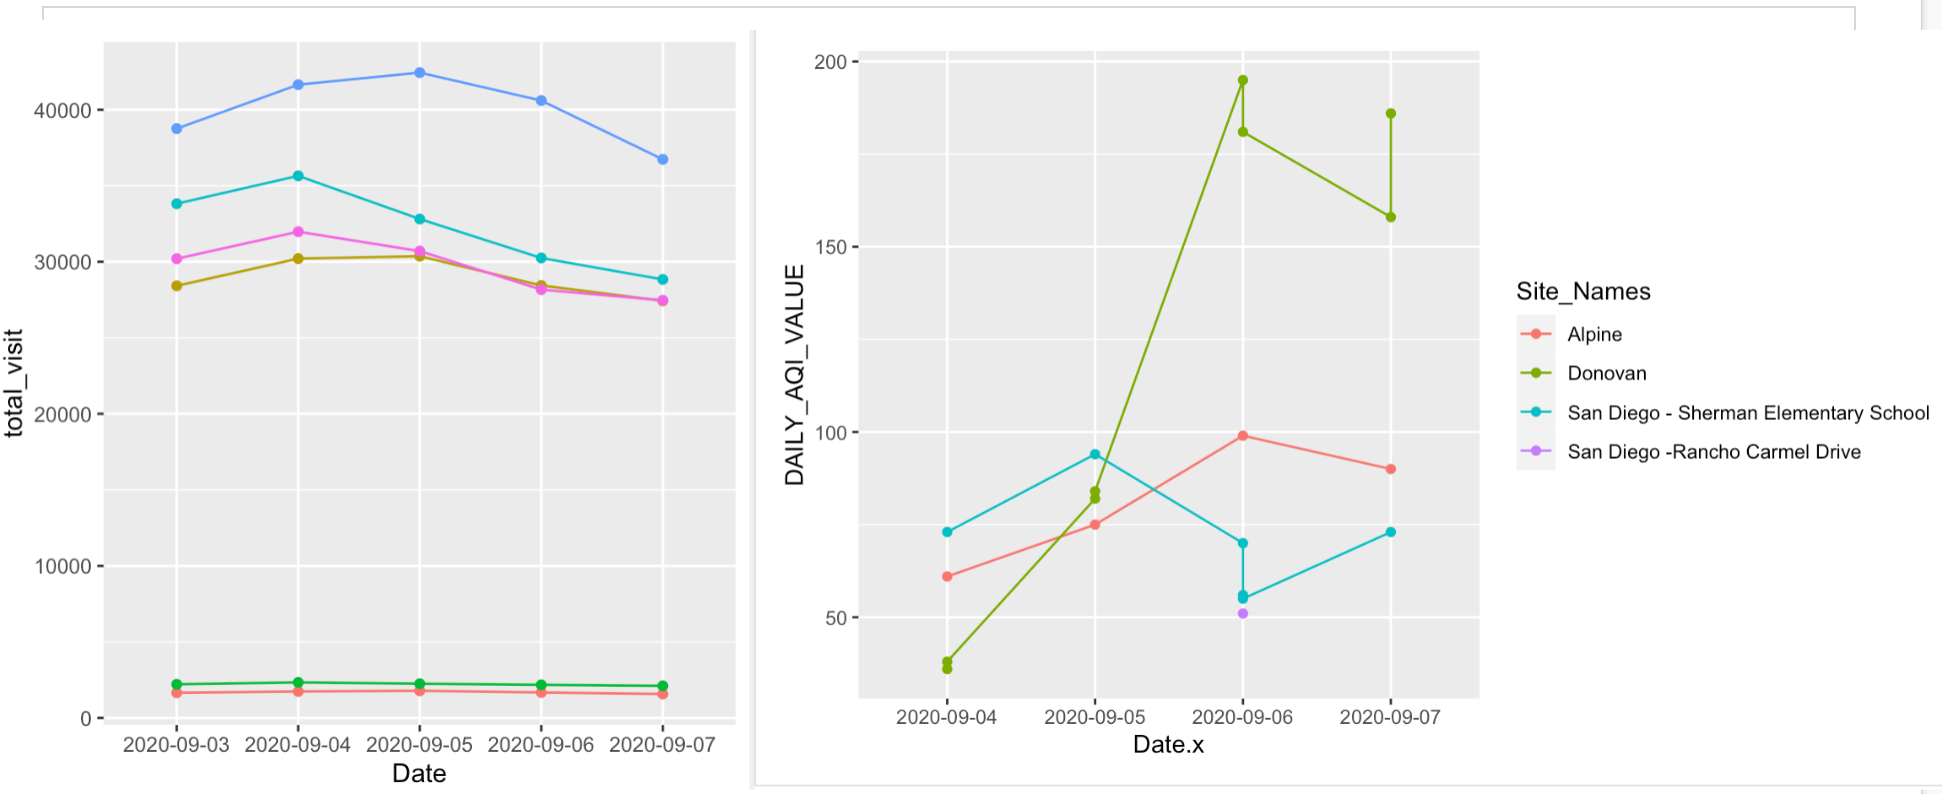 total_visit
40000
30000
20000
10000
0
2020-09-03 2020-09-04 2020-09-05 2020-09-06 2020-09-07
Date
DAILY_AQI_VALUE
200
150
100
50
2020-09-04 2020-09-05 2020-09-06 2020-09-07
Date.x
Site_Names
Alpine
Donovan
San Diego - Sherman Elementary School
San Diego -Rancho Carmel Drive